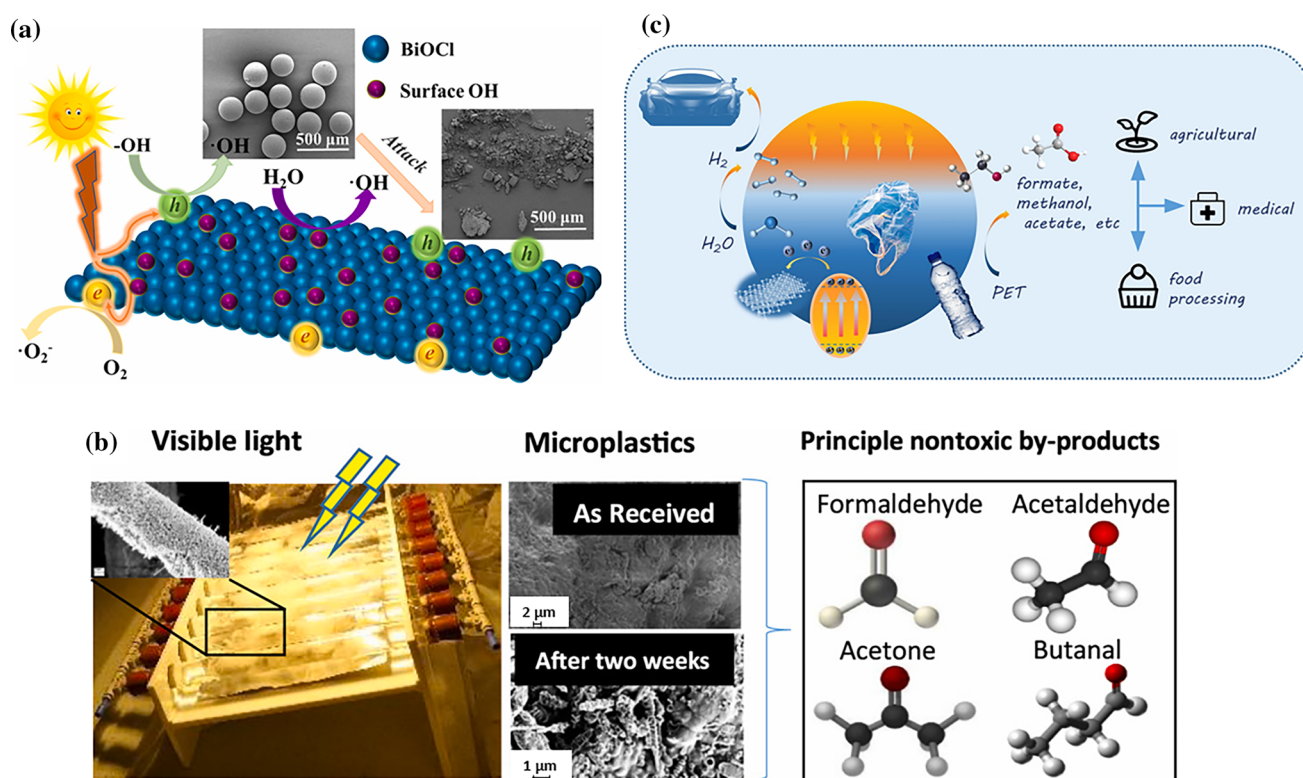 (a)
BiOCl
Surface OH
-OH
·OH
500 μm
Attack
H₂O
·OH
500 μm
h
h
h
e
e
e
·O₂⁻
O₂
(c)
H₂
H₂O
PET
formate,
methanol,
acetate, etc
agricultural
medical
food
processing
(b)
Visible light
Microplastics
Principle nontoxic by-products
As Received
2 μm
After two weeks
1 μm
Formaldehyde
Acetaldehyde
Acetone
Butanal